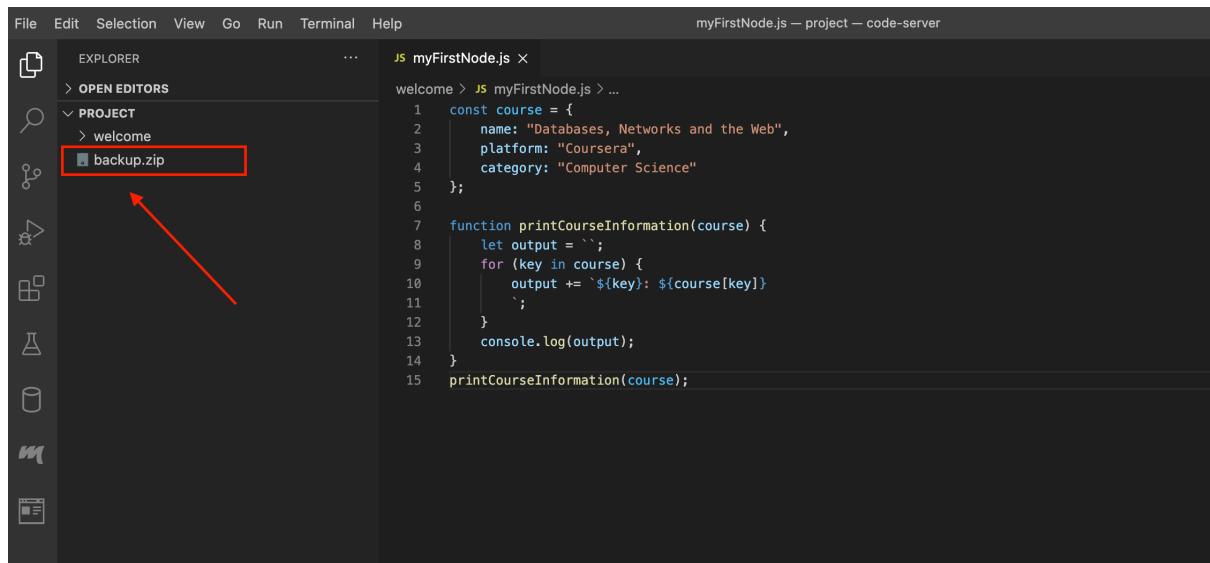 File Edit Selection View Go Run Terminal Help myFirstNode.js — project — code-server
EXPLORER ...
> OPEN EDITORS
PROJECT
> welcome
backup.zip
JS myFirstNode.js ×
welcome > JS myFirstNode.js > ...
1 const course = {
2     name: "Databases, Networks and the Web",
3     platform: "Coursera",
4     category: "Computer Science"
5 };
6
7 function printCourseInformation(course) {
8     let output = ``;
9     for (key in course) {
10         output += `${key}: ${course[key]}
11         `;
12     }
13     console.log(output);
14 }
15 printCourseInformation(course);